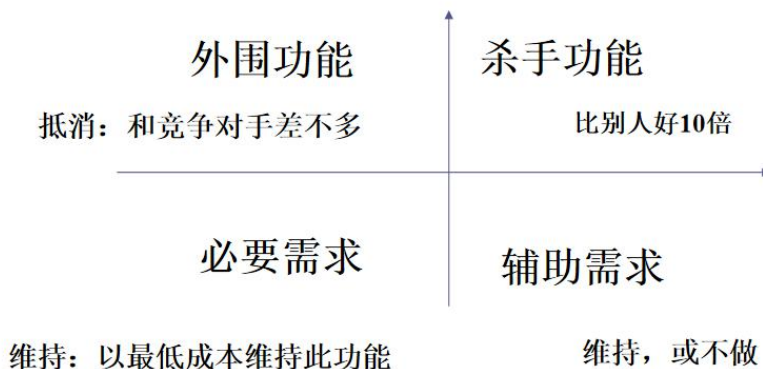 外围功能
杀手功能
抵消：和竞争对手差不多
比别人好10倍
必要需求
辅助需求
维持：以最低成本维持此功能
维持，或不做